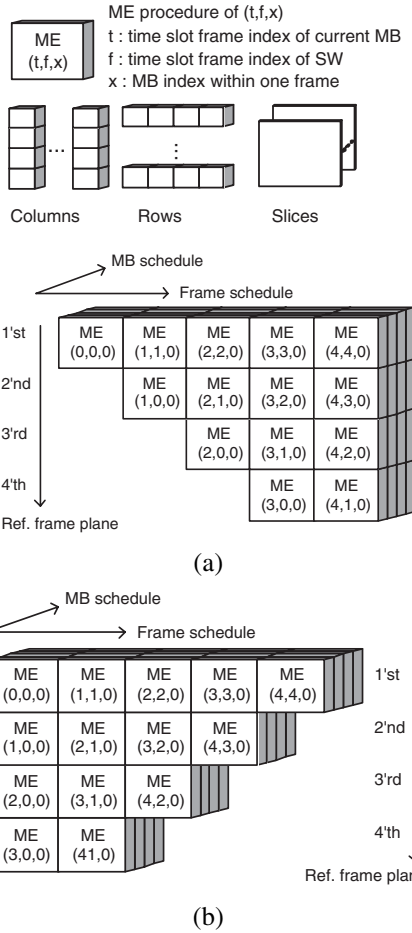 ME procedure of (t,f,x)
ME
(t,f,x)
t : time slot frame index of current MB
f : time slot frame index of SW
x : MB index within one frame
... 
Columns Rows Slices
MB schedule
Frame schedule
1'st ME ME ME ME ME
(0,0,0) (1,1,0) (2,2,0) (3,3,0) (4,4,0)
2'nd ME ME ME ME
(1,0,0) (2,1,0) (3,2,0) (4,3,0)
3'rd ME ME ME
(2,0,0) (3,1,0) (4,2,0)
4'th ME ME
(3,0,0) (4,1,0)
Ref. frame plane
(a)
MB schedule
Frame schedule
ME ME ME ME ME 1'st
(0,0,0) (1,1,0) (2,2,0) (3,3,0) (4,4,0)
ME ME ME ME 2'nd
(1,0,0) (2,1,0) (3,2,0) (4,3,0)
ME ME ME 3'rd
(2,0,0) (3,1,0) (4,2,0)
ME ME 4'th
(3,0,0) (41,0)
Ref. frame plan
(b)